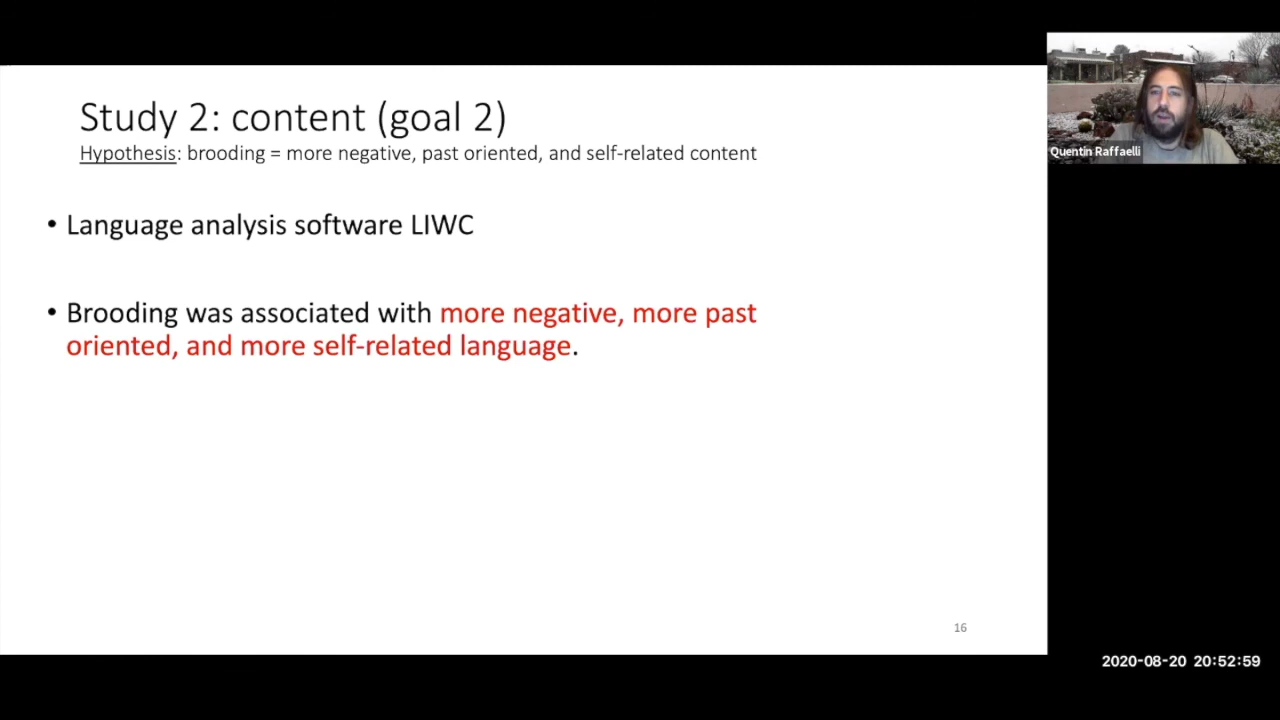 Study 2: content (goal 2)
Hypothesis: brooding = more negative, past oriented, and self-related content
• Language analysis software LIWC
• Brooding was associated with more negative, more past
oriented, and more self-related language.
16
Quentin Raffaelli
2020-08-20 20:52:59